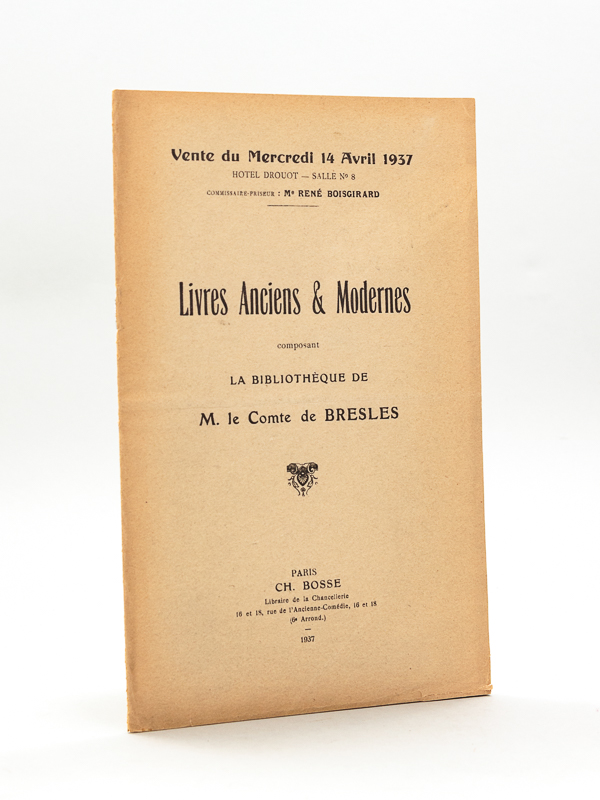 Vente du Mercredi 14 Avril 1937
HOTEL DROUOT — SALLE Nº 8
COMMISSAIRE-PRISEUR : Me RENÉ BOISGIRARD
Livres Anciens & Modernes
composant
LA BIBLIOTHÈQUE DE
M. le Comte de BRESLES
PARIS
CH. BOSSE
Libraire de la Chancellerie
16 et 18, rue de l'Ancienne-Comédie, 16 et 18
(6e Arrond.)
1937